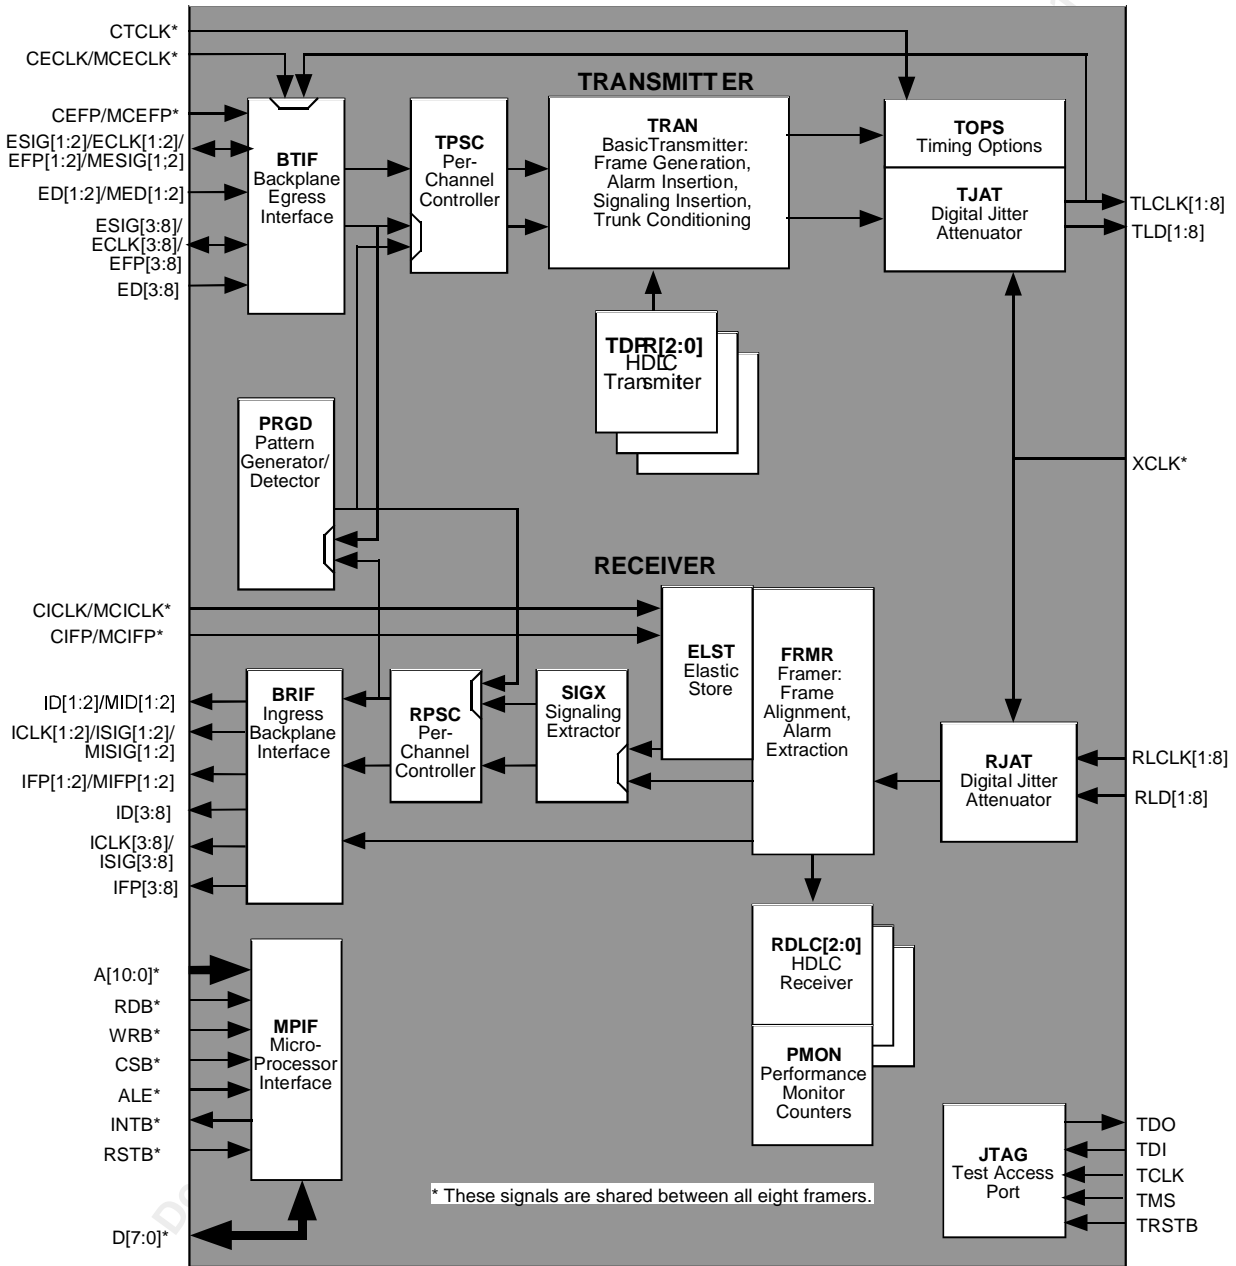 CTCLK*
CECLK/MCECLK*
TRANSMITTER
CEFP/MCEFP*
ESIG[1:2]/ECLK[1:2]/
EFP[1:2]/MESIG[1;2]
ED[1:2]/MED[1:2]
ESIG[3:8]/
ECLK[3:8]/
EFP[3:8]
ED[3:8]
BTIF
Backplane
Egress
Interface
TPSC
Per-
Channel
Controller
TRAN
BasicTransmitter:
Frame Generation,
Alarm Insertion,
Signaling Insertion,
Trunk Conditioning
TOPS
Timing Options
TJAT
Digital Jitter
Attenuator
TLCLK[1:8]
TLD[1:8]
TDPR[2:0]
HDLC
Transmitter
PRGD
Pattern
Generator/
Detector
XCLK*
RECEIVER
CICLK/MCICLK*
CIFP/MCIFP*
ELST
Elastic
Store
FRMR
Framer:
Frame
Alignment,
Alarm
Extraction
ID[1:2]/MID[1:2]
ICLK[1:2]/ISIG[1:2]/
MISIG[1:2]
IFP[1:2]/MIFP[1:2]
ID[3:8]
ICLK[3:8]/
ISIG[3:8]
IFP[3:8]
BRIF
Ingress
Backplane
Interface
RPSC
Per-
Channel
Controller
SIGX
Signaling
Extractor
RJAT
Digital Jitter
Attenuator
RLCLK[1:8]
RLD[1:8]
RDLC[2:0]
HDLC
Receiver
PMON
Performance
Monitor
Counters
A[10:0]*
RDB*
WRB*
CSB*
ALE*
INTB*
RSTB*
D[7:0]*
MPIF
Micro-
Processor
Interface
JTAG
Test Access
Port
TDO
TDI
TCLK
TMS
TRSTB
* These signals are shared between all eight framers.